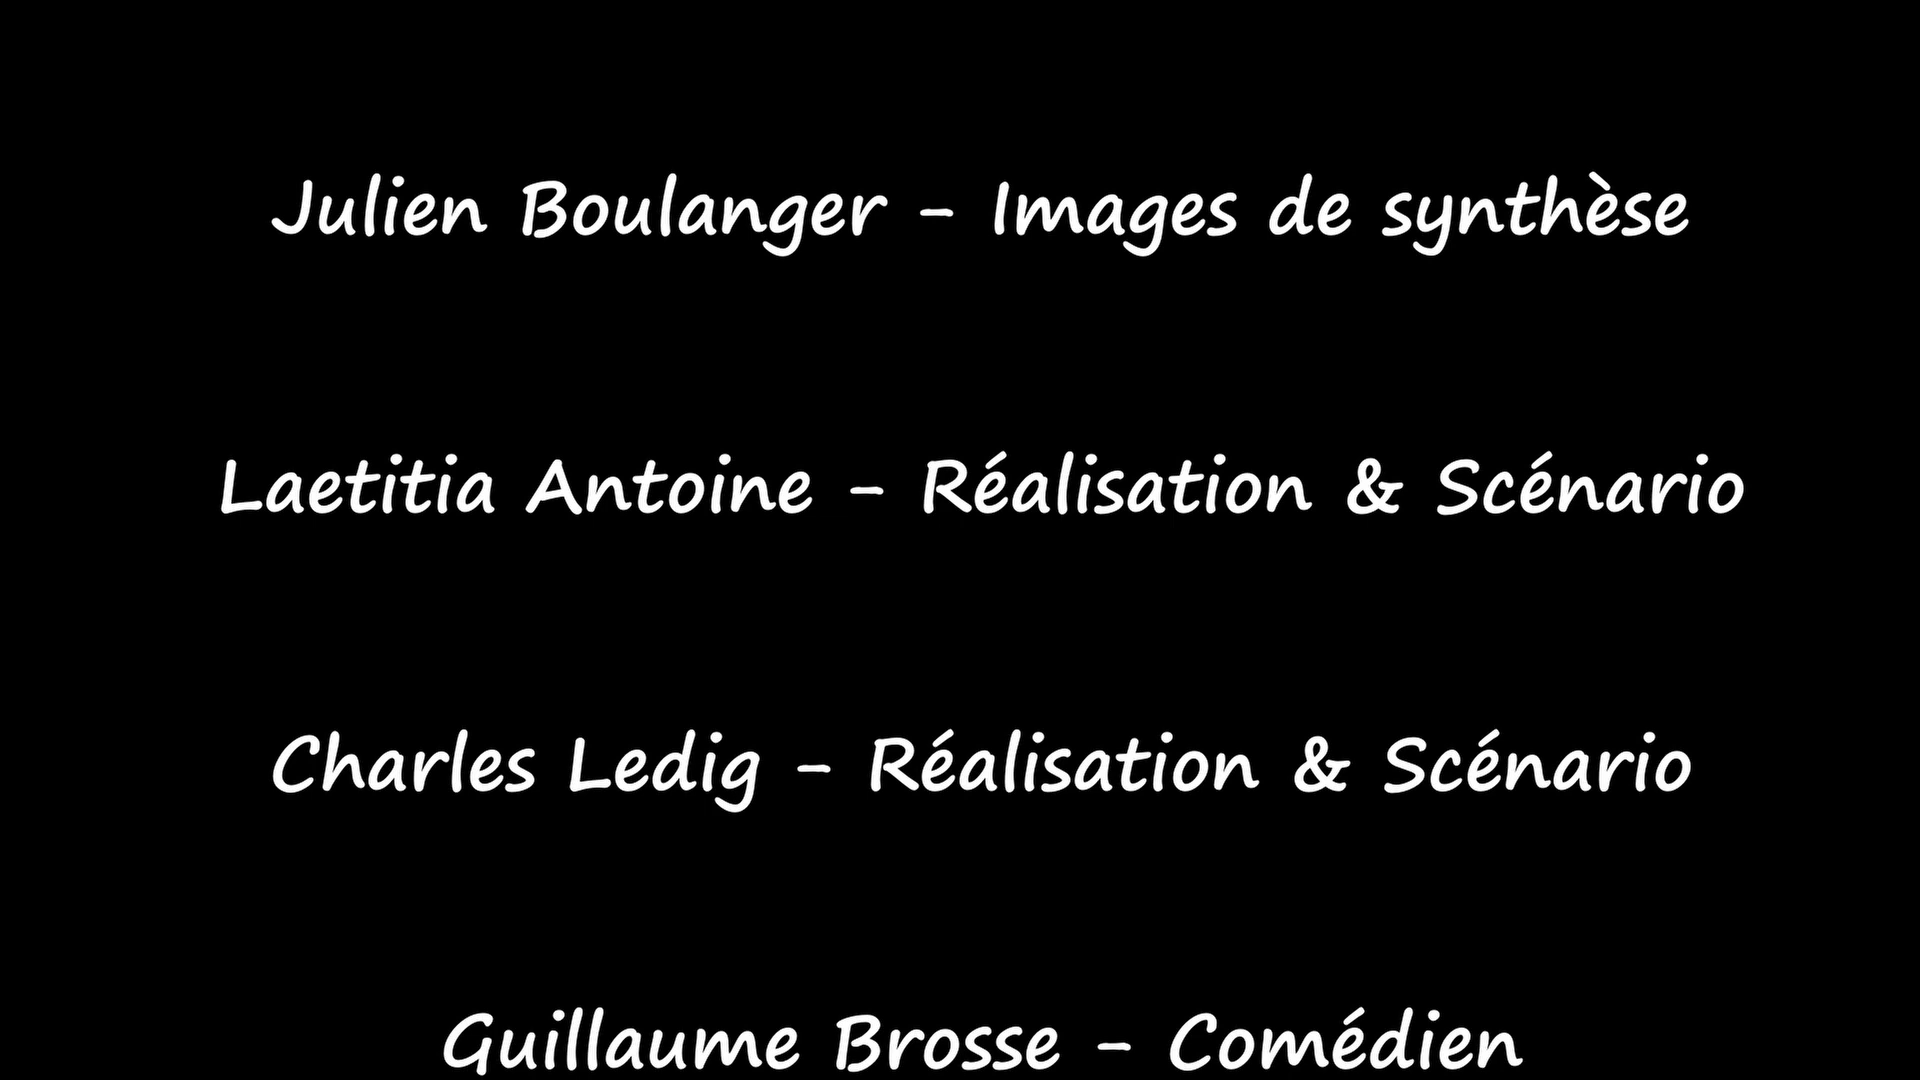 Julien Boulanger - Images de synthèse
Laetitia Antoine - Réalisation & Scénario
Charles Ledig - Réalisation & Scénario
Guillaume Brosse - Comédien